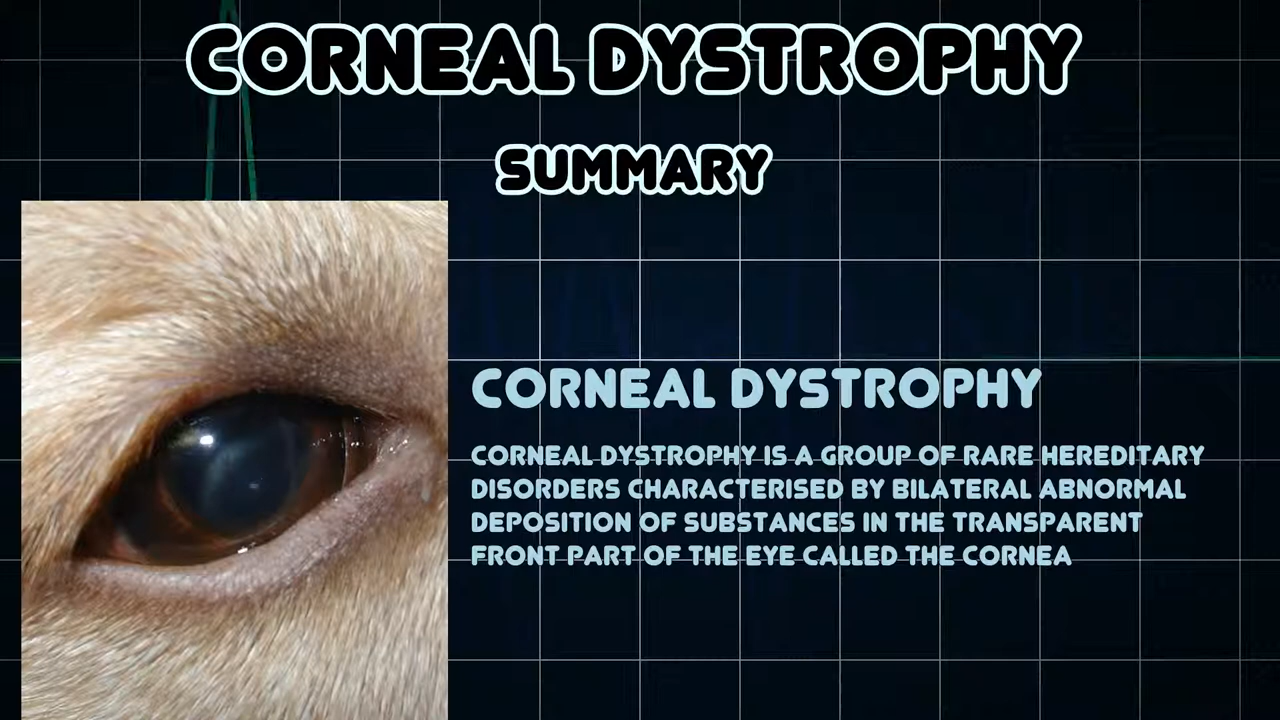 CORNEAL DYSTROPHY
SUMMARY
CORNEAL DYSTROPHY
CORNEAL DYSTROPHY IS A GROUP OF RARE HEREDITARY
DISORDERS CHARACTERISED BY BILATERAL ABNORMAL
DEPOSITION OF SUBSTANCES IN THE TRANSPARENT
FRONT PART OF THE EYE CALLED THE CORNEA